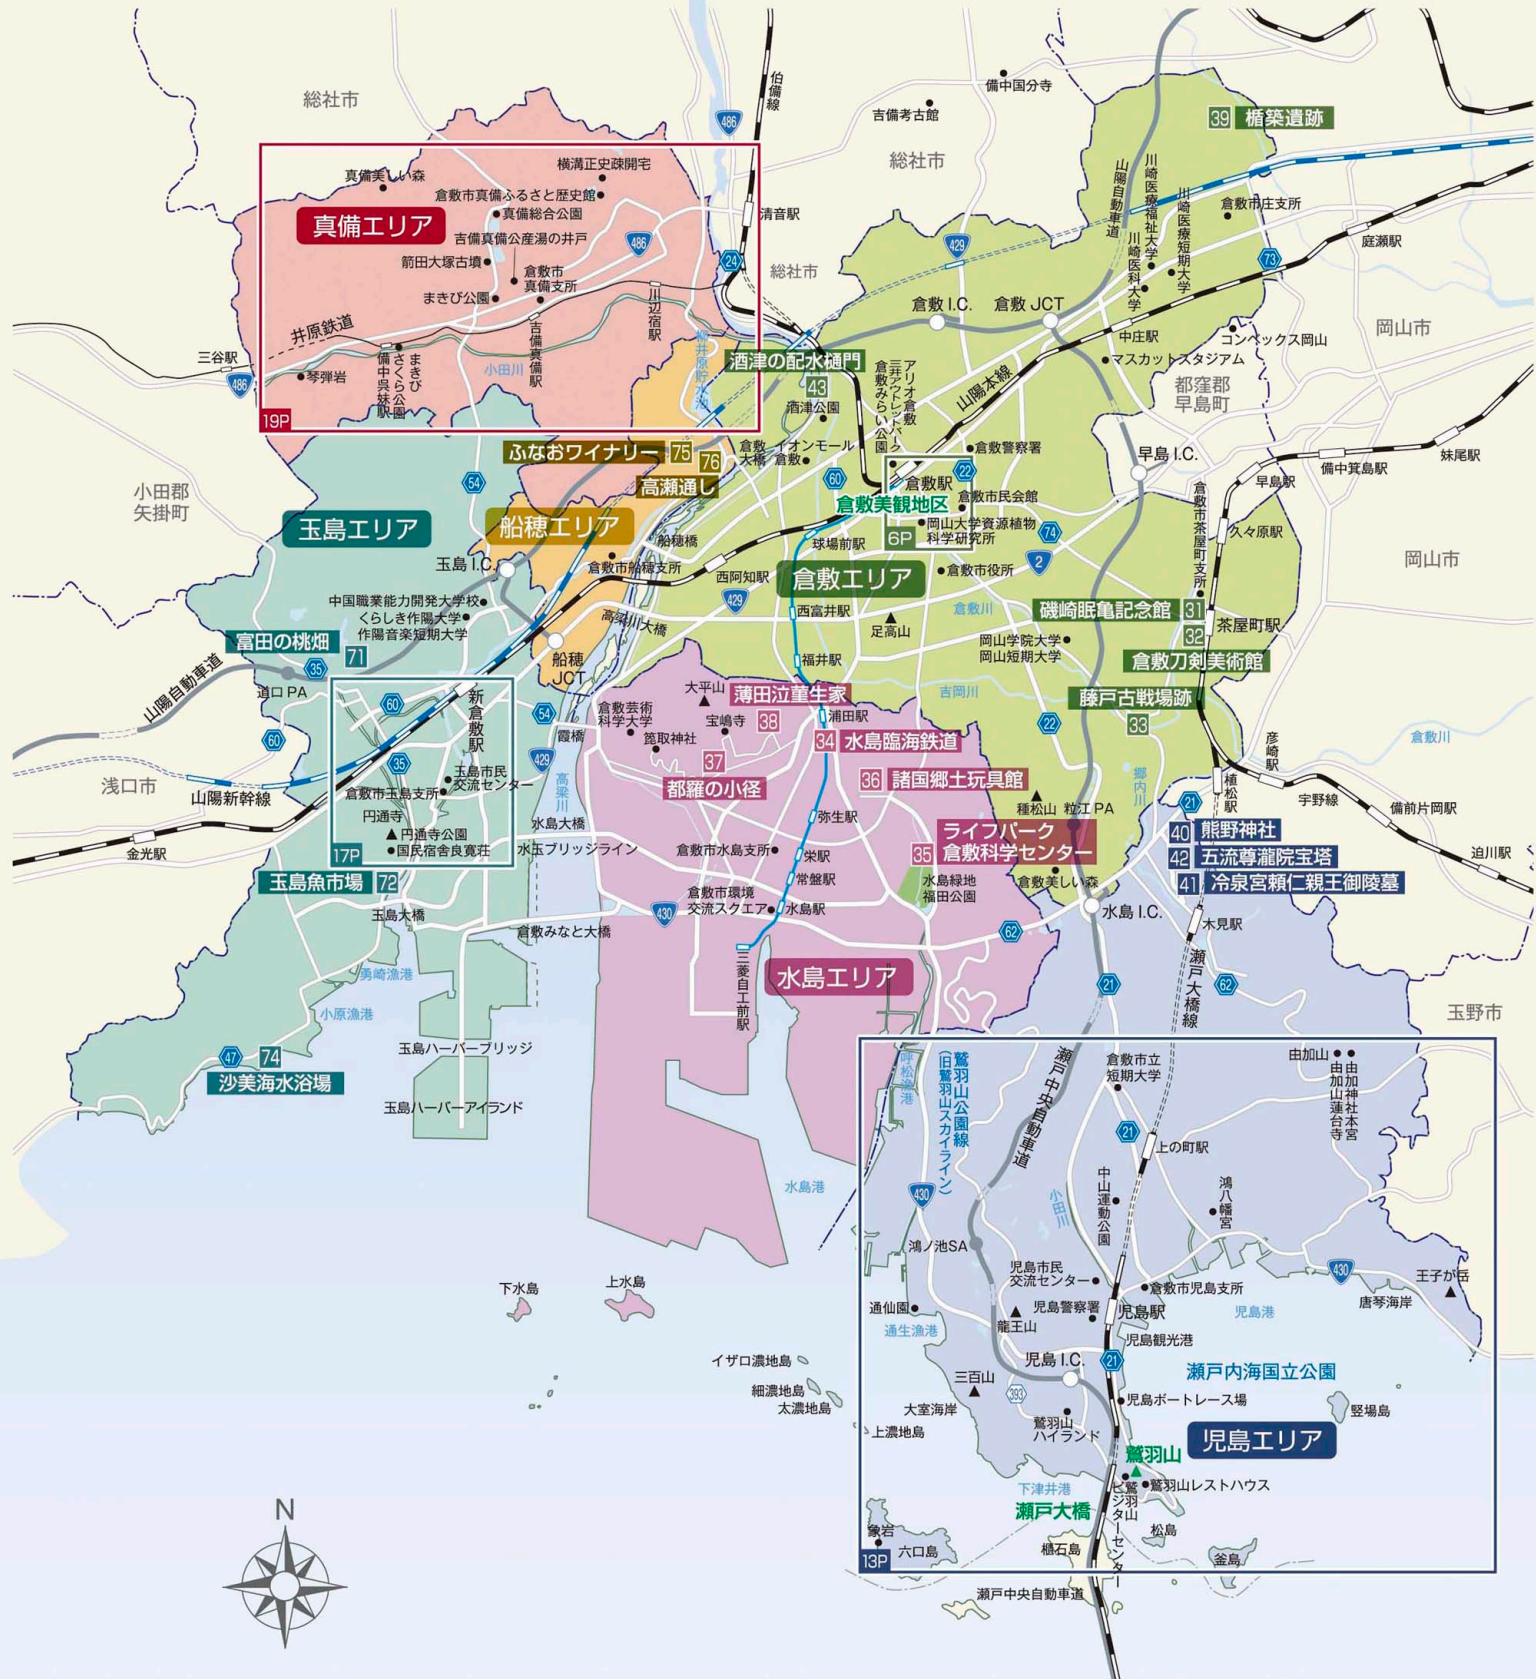 伯備線
備中国分寺
総社市
486
吉備考古館
39 楯築遺跡
総社市
山陽自動車道
川崎医療福祉大学
川崎医科大学
川崎医療短期大学
倉敷市庄支所
横溝正史疎開宅
真備美しい森
倉敷市真備ふるさと歴史館
真備エリア
真備総合公園
清音駅
吉備真備公産湯の井戸
486
429
庭瀬駅
箭田大塚古墳
倉敷市
真備支所
24
総社市
73
まきび公園
川辺宿駅
倉敷 I.C.
倉敷 JCT
井原鉄道
吉備真備駅
中庄駅
岡山市
コンベックス岡山
三谷駅
486
琴弾岩
備中呉妹駅
まきび
さくら公園
小田川
柳井原貯水池
酒津の配水樋門
43
酒津公園
アリオ倉敷
三井アウトレットパーク
倉敷みらい公園
山陽本線
マスカットスタジアム
都窪郡
早島町
19P
ふなおワイナリー 75
76
高瀬通し
倉敷
大橋
イオンモール
倉敷
倉敷警察署
早島 I.C.
備中箕島駅
妹尾駅
早島駅
54
60
倉敷駅
22
倉敷市民会館
倉敷美観地区
岡山大学資源植物
科学研究所
6P
74
倉敷市茶屋町支所
久々原駅
小田郡
矢掛町
玉島エリア
船穂エリア
船穂橋
球場前駅
2
岡山市
玉島 I.C.
倉敷市船穂支所
西阿知駅
倉敷エリア
倉敷市役所
429
中国職業能力開発大学校
くらしき作陽大学
作陽音楽短期大学
高梁川大橋
西富井駅
足高山
倉敷川
磯崎眠亀記念館 31
32
茶屋町駅
倉敷刀剣美術館
富田の桃畑
71
35
船穂
JCT
福井駅
岡山学院大学
岡山短期大学
道口 PA
山陽自動車道
吉岡川
藤戸古戦場跡
33
60
新倉敷駅
54
倉敷芸術
科学大学
大平山
薄田泣菫生家
38
浦田駅
22
60
霞橋
宝嶋寺
箆取神社
34 水島臨海鉄道
彦崎駅
倉敷川
429
35
37
都羅の小径
36 諸国郷土玩具館
郷内川
植松駅
浅口市
山陽新幹線
倉敷市玉島支所
玉島市民
交流センター
高梁川
種松山
粒江 PA
21
宇野線
備前片岡駅
円通寺
円通寺公園
国民宿舎良寛荘
水島大橋
水玉ブリッジライン
弥生駅
ライフパーク
倉敷科学センター
35
40 熊野神社
42 五流尊瀧院宝塔
41 冷泉宮頼仁親王御陵墓
金光駅
17P
倉敷市水島支所
栄駅
迫川駅
玉島魚市場 72
常盤駅
水島緑地
福田公園
倉敷美しい森
倉敷市環境
交流スクエア
水島駅
玉島大橋
430
水島 I.C.
木見駅
倉敷みなと大橋
62
三菱自工前駅
水島エリア
瀬戸大橋線
勇崎漁港
21
62
小原漁港
玉野市
47
74
沙美海水浴場
玉島ハーバーブリッジ
玉島ハーバーアイランド
呼松漁港
鷲羽山公園線
(旧鷲羽山スカイライン)
瀬戸中央自動車道
倉敷市立
短期大学
由加山
由加山蓮台寺
由加神社本宮
21
上の町駅
水島港
430
小田川
中山運動公園
鴻八幡宮
鴻ノ池SA
児島市民
交流センター
430
王子が岳
下水島
上水島
倉敷市児島支所
唐琴海岸
通仙園
児島警察署
児島駅
児島港
通生漁港
龍王山
児島観光港
イザロ濃地島
児島 I.C.
21
瀬戸内海国立公園
三百山
細濃地島
393
児島ボートレース場
太濃地島
大室海岸
竪場島
鷲羽山
ハイランド
上濃地島
児島エリア
鷲羽山
鷲羽山レストハウス
鷲羽山
ビジターセンター
下津井港
瀬戸大橋
N
象岩
松島
六口島
櫃石島
釜島
13P
瀬戸中央自動車道